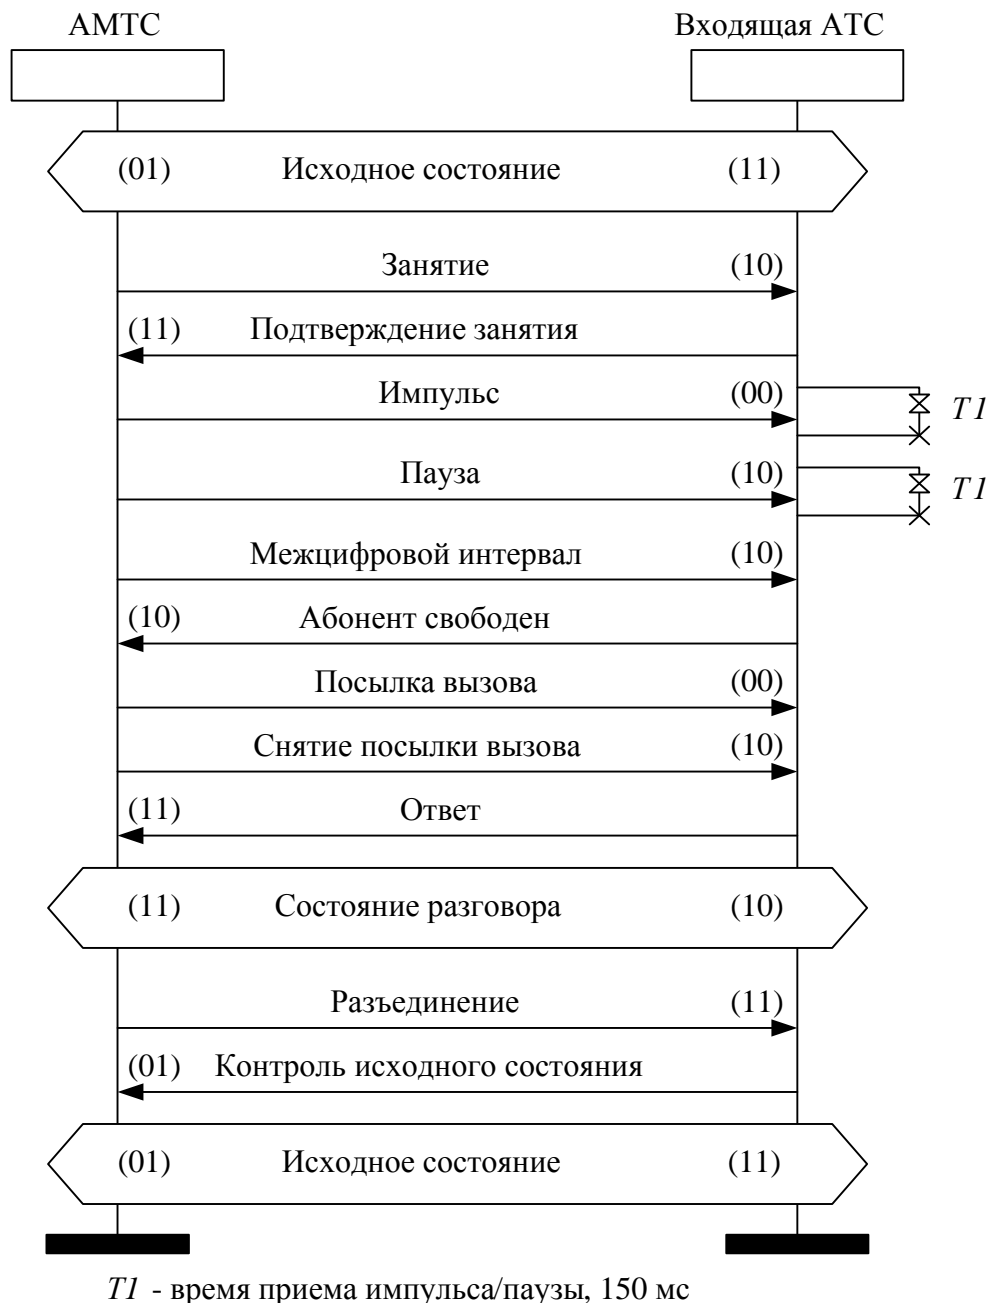 АМТС Входящая АТС
(01) Исходное состояние (11)
Занятие (10)
(11) Подтверждение занятия
Импульс (00)
T1
Пауза (10)
T1
Межцифровой интервал (10)
(10) Абонент свободен
Посылка вызова (00)
Снятие посылки вызова (10)
(11) Ответ
(11) Состояние разговора (10)
Разъединение (11)
(01) Контроль исходного состояния
(01) Исходное состояние (11)
T1 - время приема импульса/паузы, 150 мс